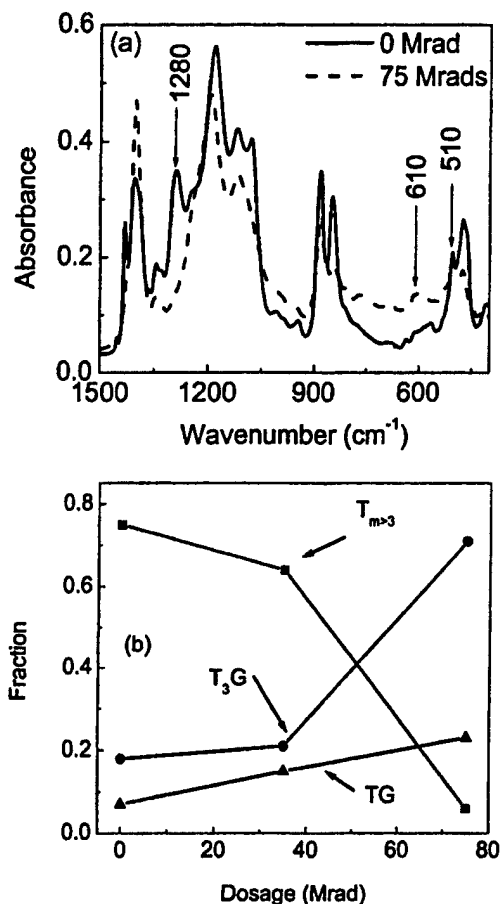 (a)
0 Mrad
75 Mrads
1280
610
510
0.6
0.4
0.2
0.0
Absorbance
1500
1200
900
600
Wavenumber (cm⁻¹)
(b)
Tm>3
T₃G
TG
0.8
0.6
0.4
0.2
0.0
Fraction
0
20
40
60
80
Dosage (Mrad)